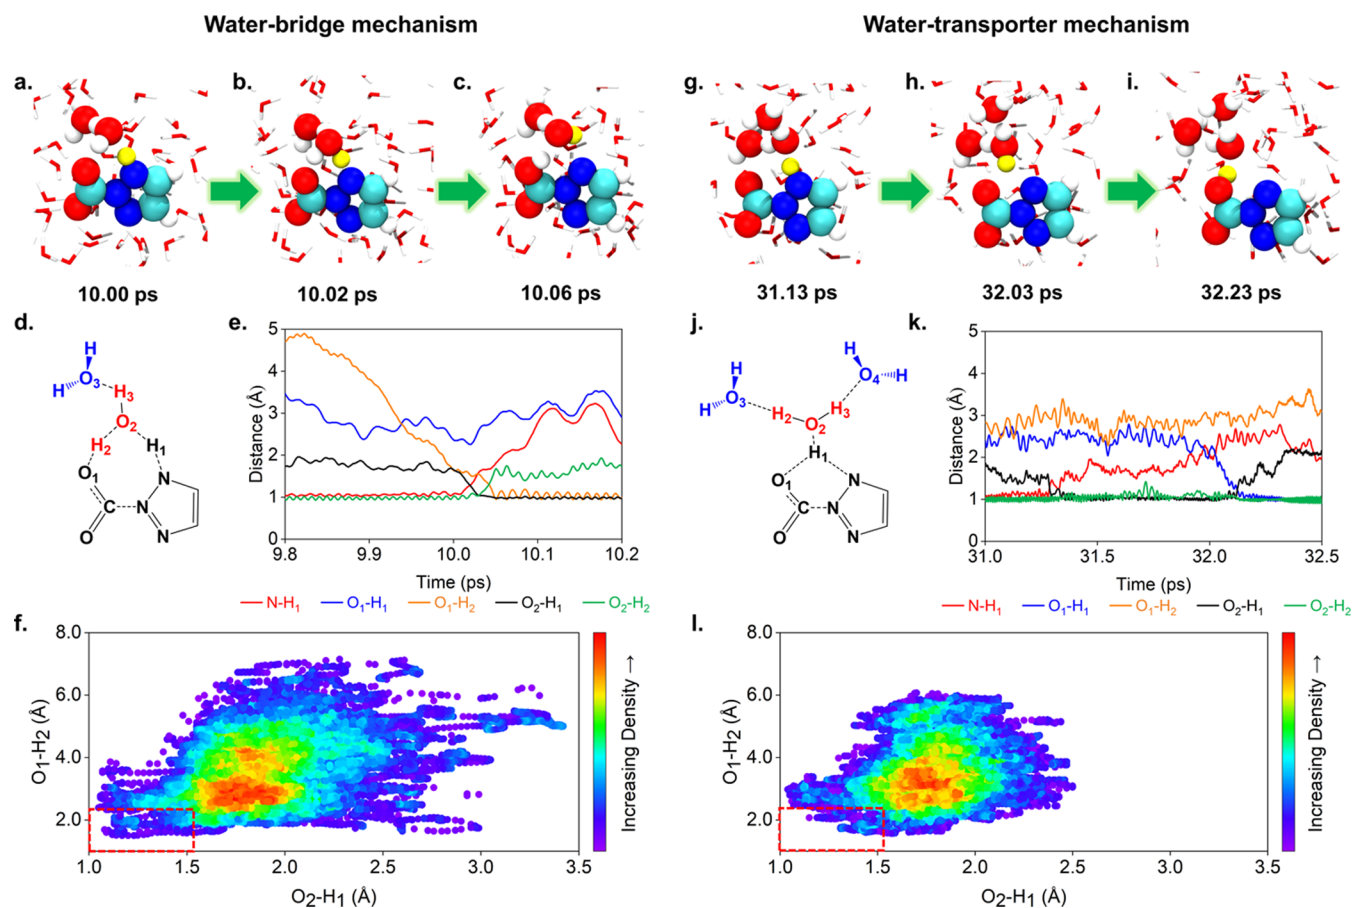 Water-bridge mechanism
Water-transporter mechanism
a.
b.
c.
g.
h.
i.
10.00 ps
10.02 ps
10.06 ps
31.13 ps
32.03 ps
32.23 ps
d.
H
H
O3
H3
O2
H2
H1
O1
N
C
N
O
N
N
e.
Distance (Å)
5
4
3
2
1
0
9.8
9.9
10.0
10.1
10.2
Time (ps)
N-H1
O1-H1
O1-H2
O2-H1
O2-H2
j.
H
H
O3
H
O4
H
H2
O2
H3
H1
O1
N
C
N
O
N
k.
Distance (Å)
5
4
3
2
1
0
31.0
31.5
32.0
32.5
Time (ps)
N-H1
O1-H1
O1-H2
O2-H1
O2-H2
f.
O1-H2 (Å)
8.0
6.0
4.0
2.0
1.0
1.5
2.0
2.5
3.0
3.5
O2-H1 (Å)
Increasing Density →
l.
O1-H2 (Å)
8.0
6.0
4.0
2.0
1.0
1.5
2.0
2.5
3.0
3.5
O2-H1 (Å)
Increasing Density →